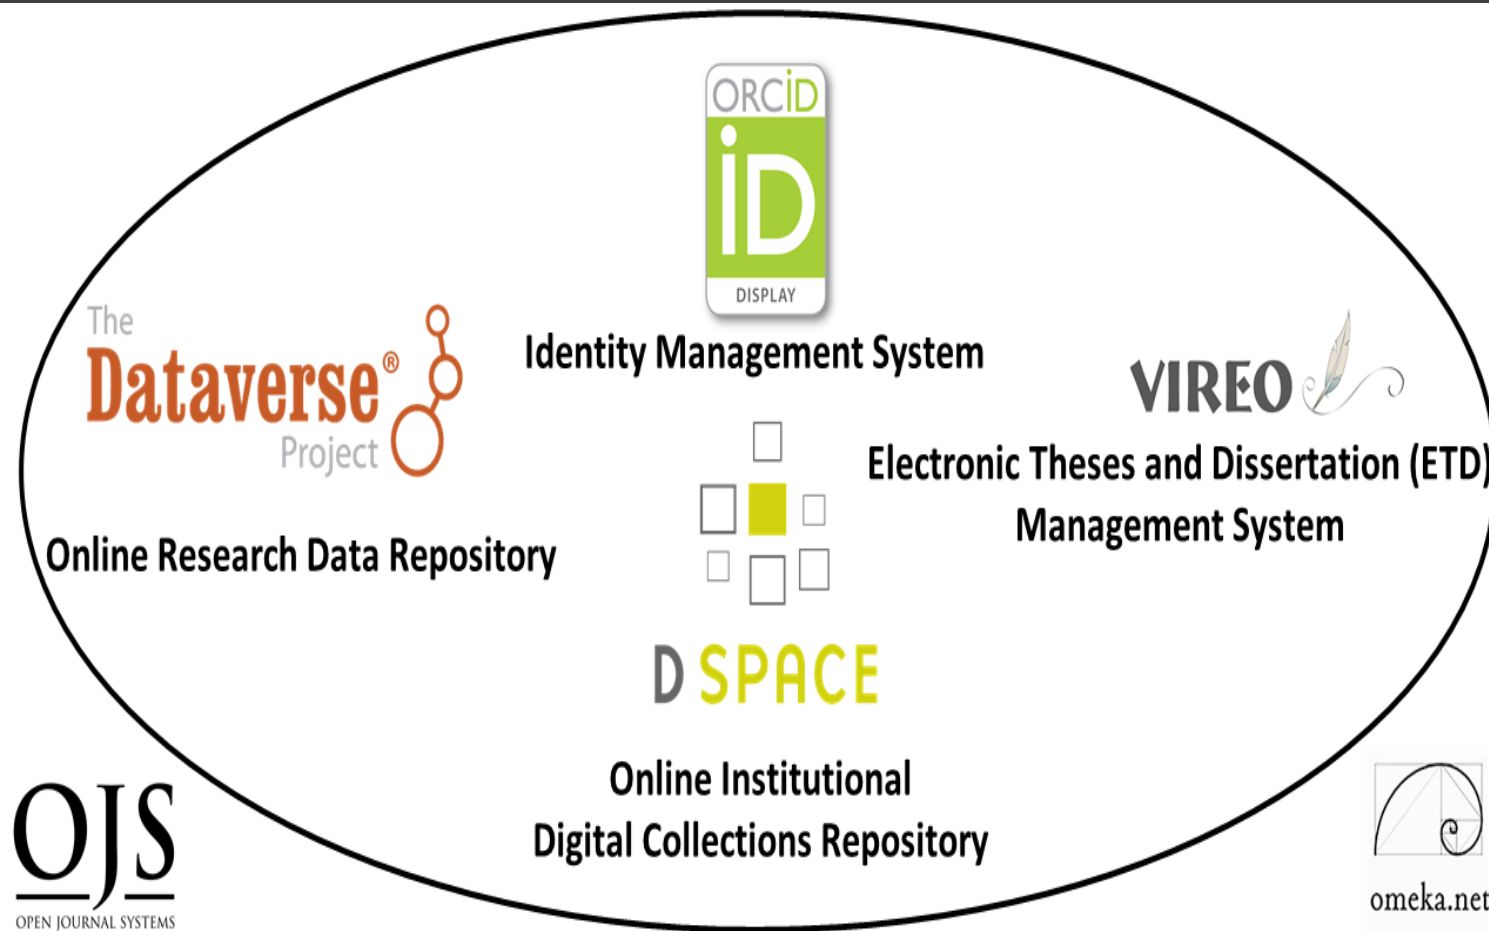 ORCiD
iD
DISPLAY
Identity Management System
The
Dataverse®
Project
Online Research Data Repository
VIREO
Electronic Theses and Dissertation (ETD)
Management System
D SPACE
Online Institutional
Digital Collections Repository
OJS
OPEN JOURNAL SYSTEMS
omeka.net